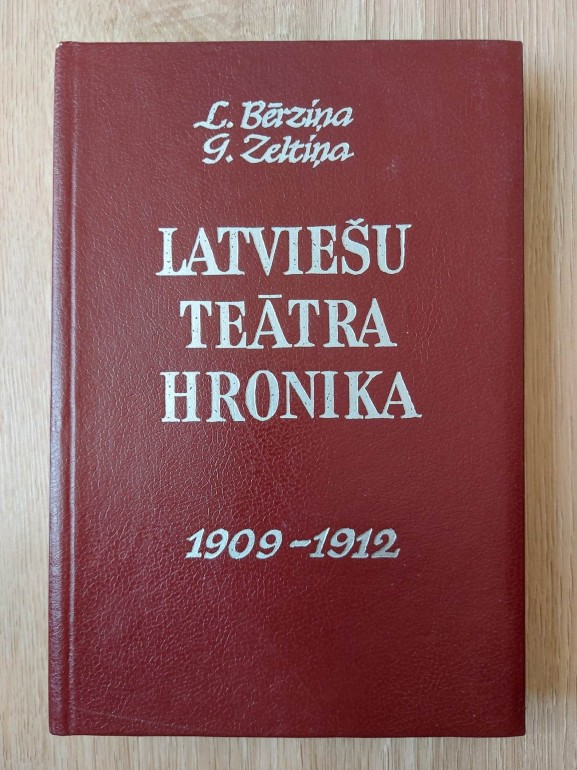 L. Bērziņa
G. Zeltiņa
LATVIEŠU
TEĀTRA
HRONIKA
1909-1912